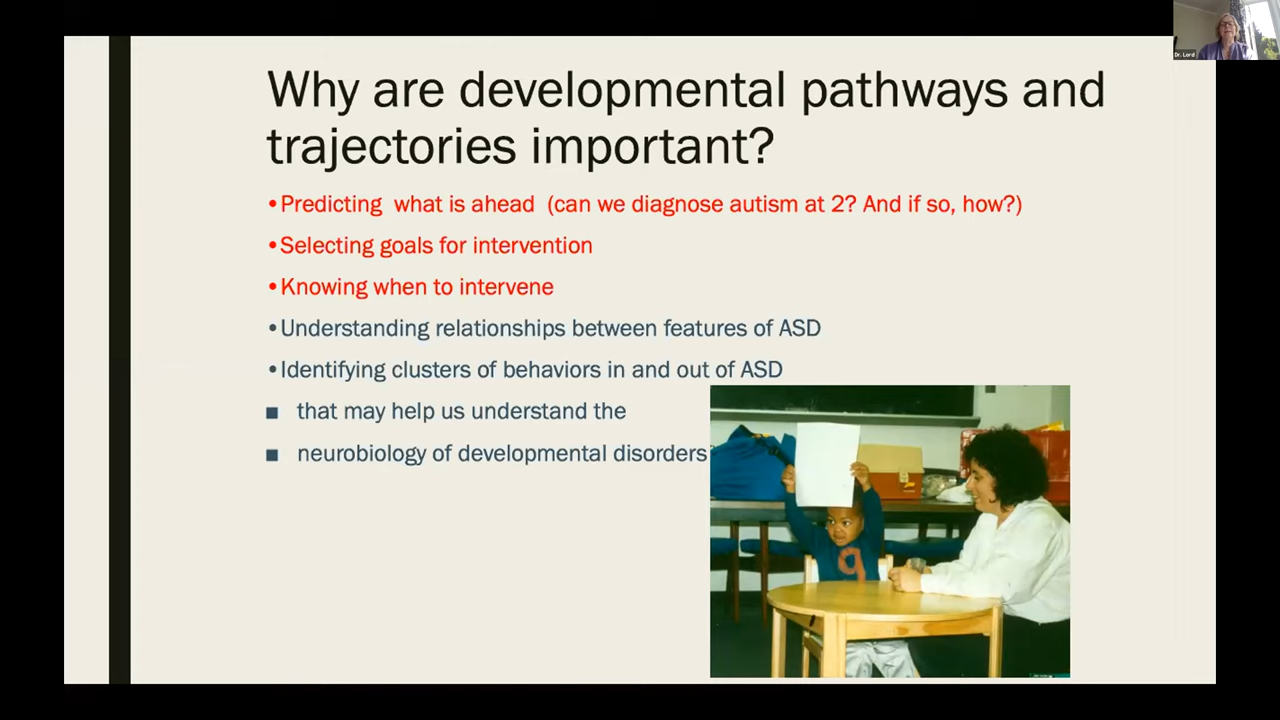 Dr. Lord
Why are developmental pathways and
trajectories important?
•Predicting what is ahead (can we diagnose autism at 2? And if so, how?)
•Selecting goals for intervention
•Knowing when to intervene
•Understanding relationships between features of ASD
•Identifying clusters of behaviors in and out of ASD
■ that may help us understand the
■ neurobiology of developmental disorders